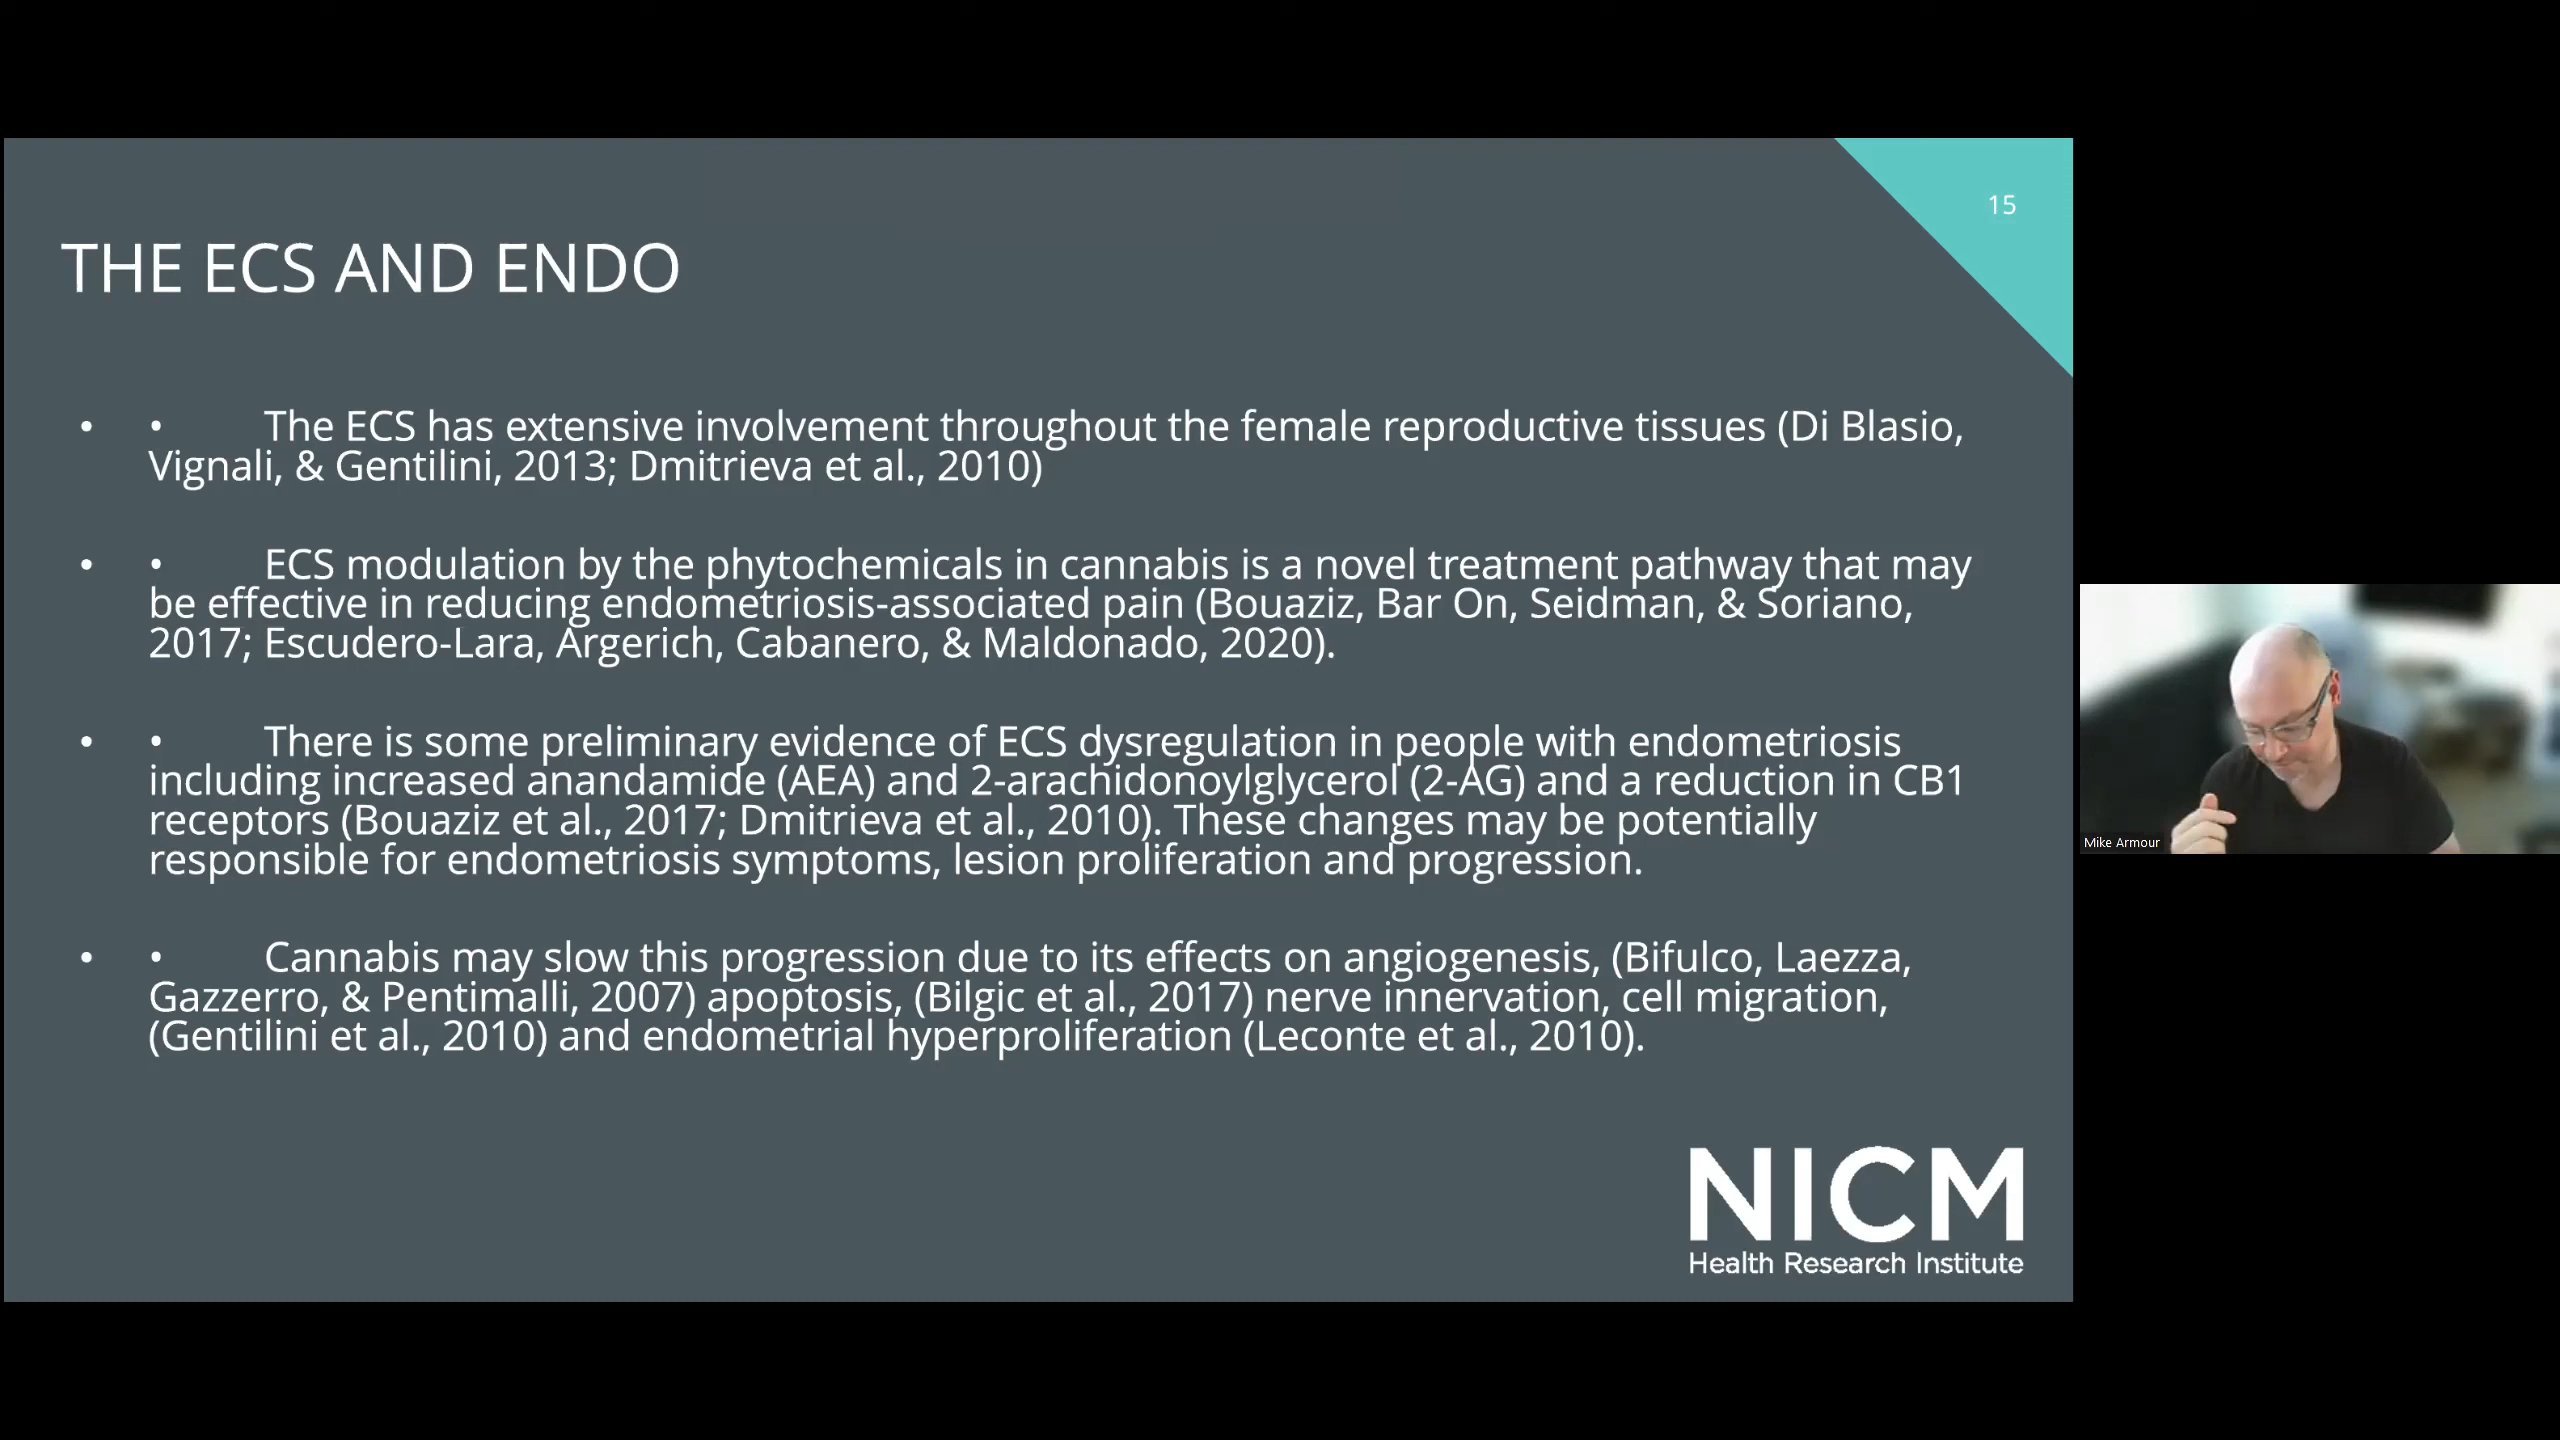 15
THE ECS AND ENDO
• • The ECS has extensive involvement throughout the female reproductive tissues (Di Blasio,
Vignali, & Gentilini, 2013; Dmitrieva et al., 2010)
• • ECS modulation by the phytochemicals in cannabis is a novel treatment pathway that may
be effective in reducing endometriosis-associated pain (Bouaziz, Bar On, Seidman, & Soriano,
2017; Escudero-Lara, Argerich, Cabanero, & Maldonado, 2020).
• • There is some preliminary evidence of ECS dysregulation in people with endometriosis
including increased anandamide (AEA) and 2-arachidonoylglycerol (2-AG) and a reduction in CB1
receptors (Bouaziz et al., 2017; Dmitrieva et al., 2010). These changes may be potentially
responsible for endometriosis symptoms, lesion proliferation and progression.
• • Cannabis may slow this progression due to its effects on angiogenesis, (Bifulco, Laezza,
Gazzerro, & Pentimalli, 2007) apoptosis, (Bilgic et al., 2017) nerve innervation, cell migration,
(Gentilini et al., 2010) and endometrial hyperproliferation (Leconte et al., 2010).
NICM
Health Research Institute
Mike Armour